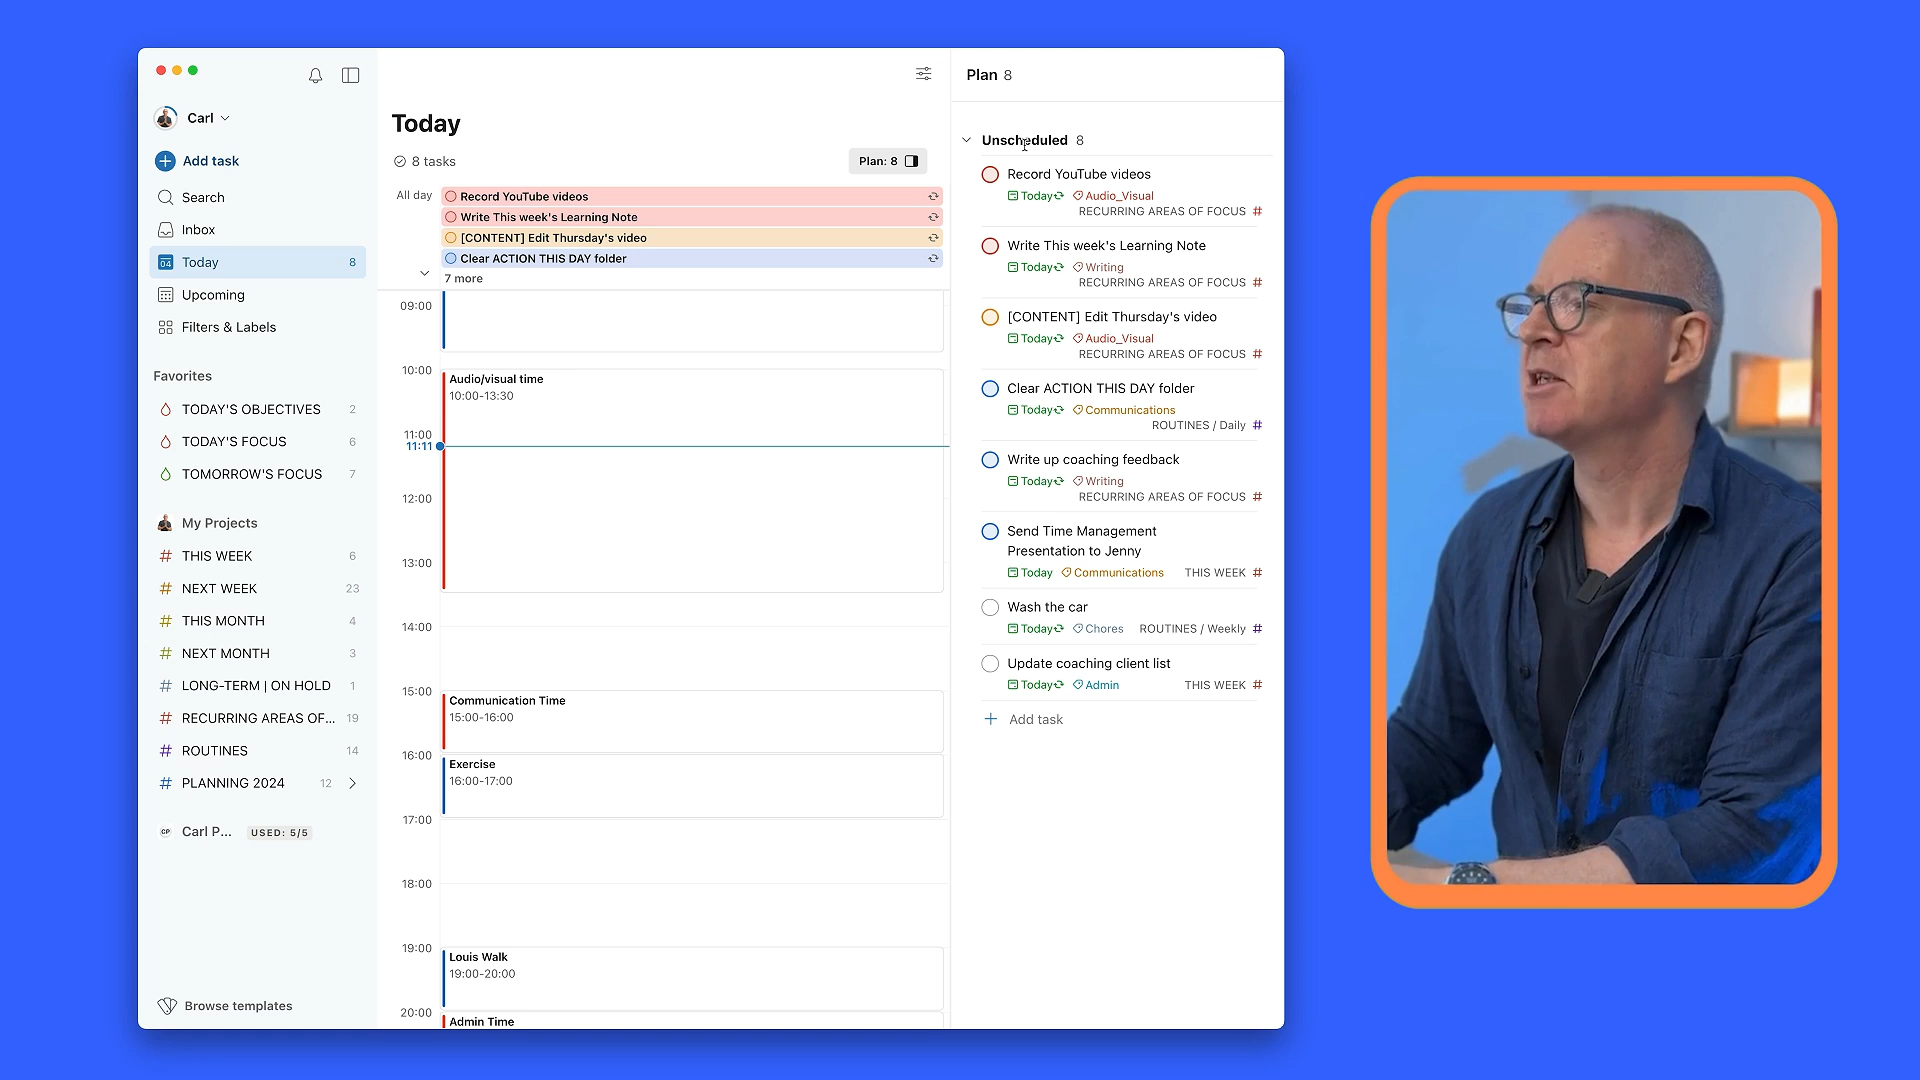 Carl
Add task
Search
Inbox
04
Today 8
Upcoming
Filters & Labels
Favorites
TODAY'S OBJECTIVES 2
TODAY'S FOCUS 6
TOMORROW'S FOCUS 7
My Projects
# THIS WEEK 6
# NEXT WEEK 23
# THIS MONTH 4
# NEXT MONTH 3
# LONG-TERM | ON HOLD 1
# RECURRING AREAS OF... 19
# ROUTINES 14
# PLANNING 2024 12
CP Carl P... USED: 5/5
Browse templates
Today
8 tasks
Plan: 8
All day
Record YouTube videos
Write This week's Learning Note
[CONTENT] Edit Thursday's video
Clear ACTION THIS DAY folder
7 more
09:00
10:00
Audio/visual time
10:00-13:30
11:00
11:11
12:00
13:00
14:00
15:00
Communication Time
15:00-16:00
16:00
Exercise
16:00-17:00
17:00
18:00
19:00
Louis Walk
19:00-20:00
20:00
Admin Time
Plan 8
Unscheduled 8
Record YouTube videos
Today Audio_Visual
RECURRING AREAS OF FOCUS #
Write This week's Learning Note
Today Writing
RECURRING AREAS OF FOCUS #
[CONTENT] Edit Thursday's video
Today Audio_Visual
RECURRING AREAS OF FOCUS #
Clear ACTION THIS DAY folder
Today Communications
ROUTINES / Daily #
Write up coaching feedback
Today Writing
RECURRING AREAS OF FOCUS #
Send Time Management
Presentation to Jenny
Today Communications THIS WEEK #
Wash the car
Today Chores ROUTINES / Weekly #
Update coaching client list
Today Admin THIS WEEK #
+ Add task